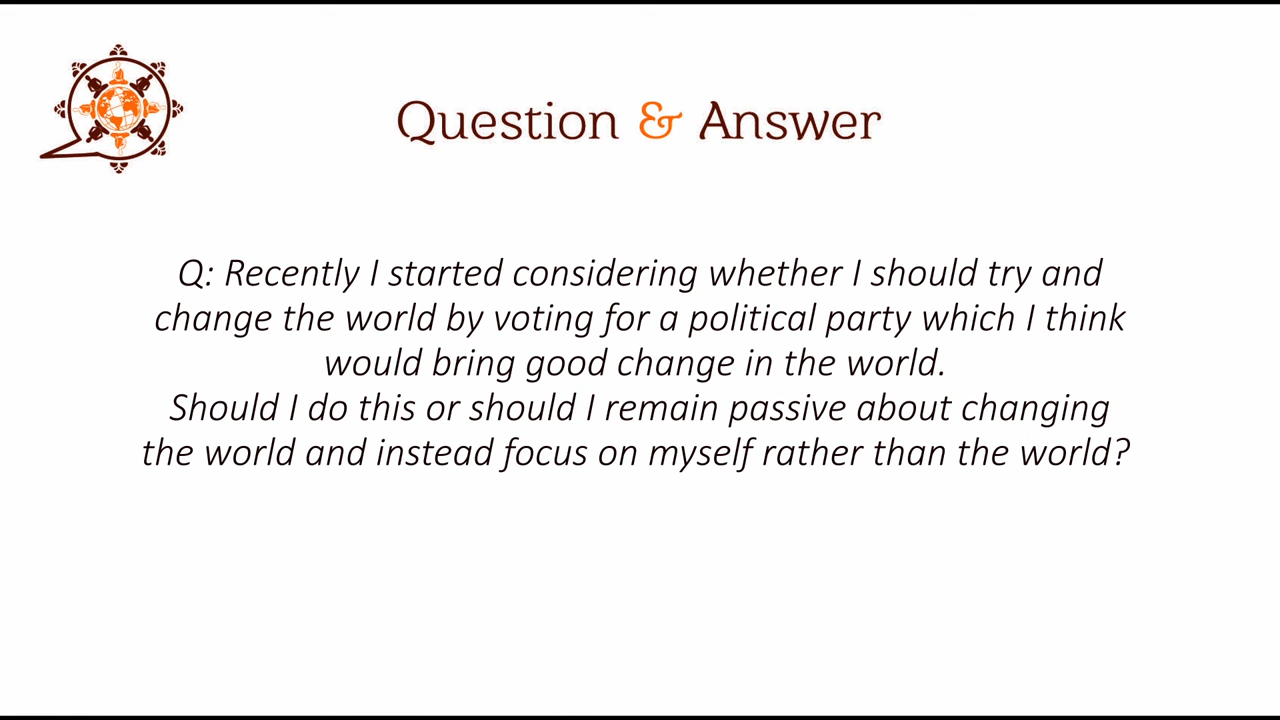 Question & Answer
Q: Recently I started considering whether I should try and
change the world by voting for a political party which I think
would bring good change in the world.
Should I do this or should I remain passive about changing
the world and instead focus on myself rather than the world?